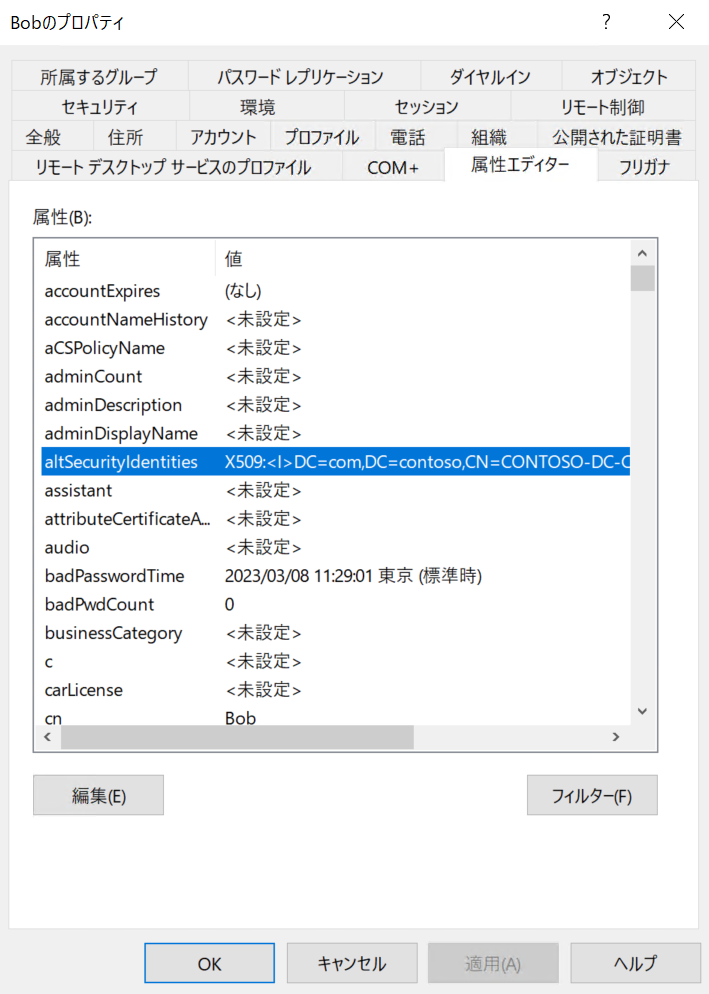 Bobのプロパティ ?
所属するグループ パスワード レプリケーション ダイヤルイン オブジェクト
セキュリティ 環境 セッション リモート制御
全般 住所 アカウント プロファイル 電話 組織 公開された証明書
リモート デスクトップ サービスのプロファイル COM+ 属性エディター フリガナ
属性(B):
属性 値
accountExpires (なし)
accountNameHistory <未設定>
aCSPolicyName <未設定>
adminCount <未設定>
adminDescription <未設定>
adminDisplayName <未設定>
altSecurityIdentities X509:<I>DC=com,DC=contoso,CN=CONTOSO-DC-C
assistant <未設定>
attributeCertificateA... <未設定>
audio <未設定>
badPasswordTime 2023/03/08 11:29:01 東京 (標準時)
badPwdCount 0
businessCategory <未設定>
c <未設定>
carLicense <未設定>
cn Bob
編集(E) フィルター(F)
OK キャンセル 適用(A) ヘルプ